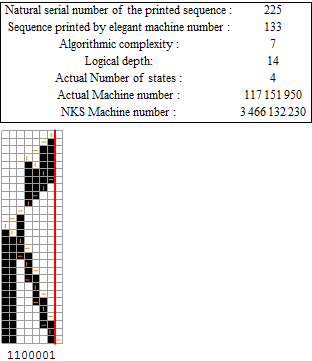 Natural serial number of the printed sequence : 225
Sequence printed by elegant machine number : 133
Algorithmic complexity : 7
Logical depth: 14
Actual Number of states : 4
Actual Machine number : 117 151 950
NKS Machine number : 3 466 132 230
1100001